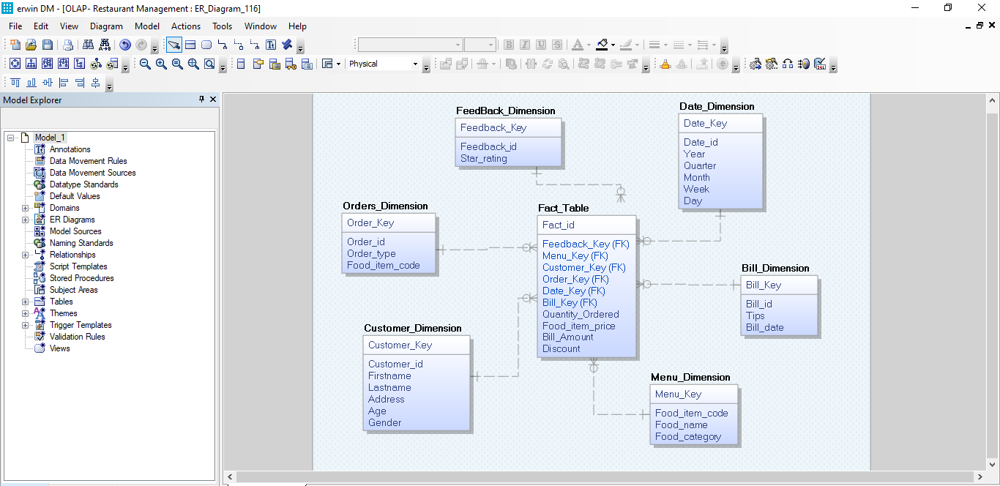 erwin DM - [OLAP- Restaurant Management : ER_Diagram_116]
File Edit View Diagram Model Actions Tools Window Help
B I U S A
Physical
Model Explorer
Model_1
Annotations
Data Movement Rules
Data Movement Sources
Datatype Standards
Default Values
Domains
ER Diagrams
Model Sources
Naming Standards
Relationships
Script Templates
Stored Procedures
Subject Areas
Tables
Themes
Trigger Templates
Validation Rules
Views
FeedBack_Dimension
Feedback_Key
Feedback_id
Star_rating
Date_Dimension
Date_Key
Date_id
Year
Quarter
Month
Week
Day
Orders_Dimension
Order_Key
Order_id
Order_type
Food_item_code
Fact_Table
Fact_id
Feedback_Key (FK)
Menu_Key (FK)
Customer_Key (FK)
Order_Key (FK)
Date_Key (FK)
Bill_Key (FK)
Quantity_Ordered
Food_item_price
Bill_Amount
Discount
Bill_Dimension
Bill_Key
Bill_id
Tips
Bill_date
Customer_Dimension
Customer_Key
Customer_id
Firstname
Lastname
Address
Age
Gender
Menu_Dimension
Menu_Key
Food_item_code
Food_name
Food_category